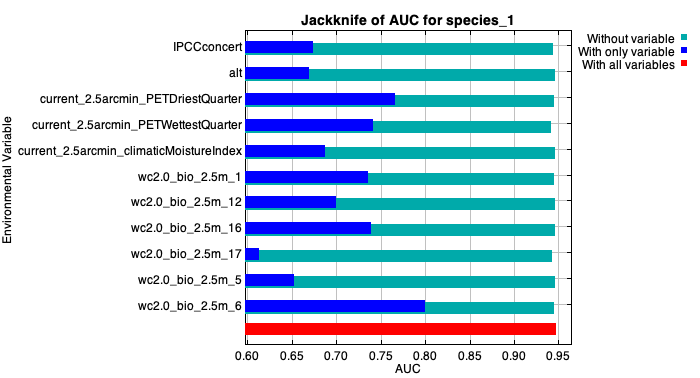 Jackknife of AUC for species_1
Without variable
With only variable
With all variables
Environmental Variable
IPCCconcert
alt
current_2.5arcmin_PETDriestQuarter
current_2.5arcmin_PETWettestQuarter
current_2.5arcmin_climaticMoistureIndex
wc2.0_bio_2.5m_1
wc2.0_bio_2.5m_12
wc2.0_bio_2.5m_16
wc2.0_bio_2.5m_17
wc2.0_bio_2.5m_5
wc2.0_bio_2.5m_6
0.60 0.65 0.70 0.75 0.80 0.85 0.90 0.95
AUC